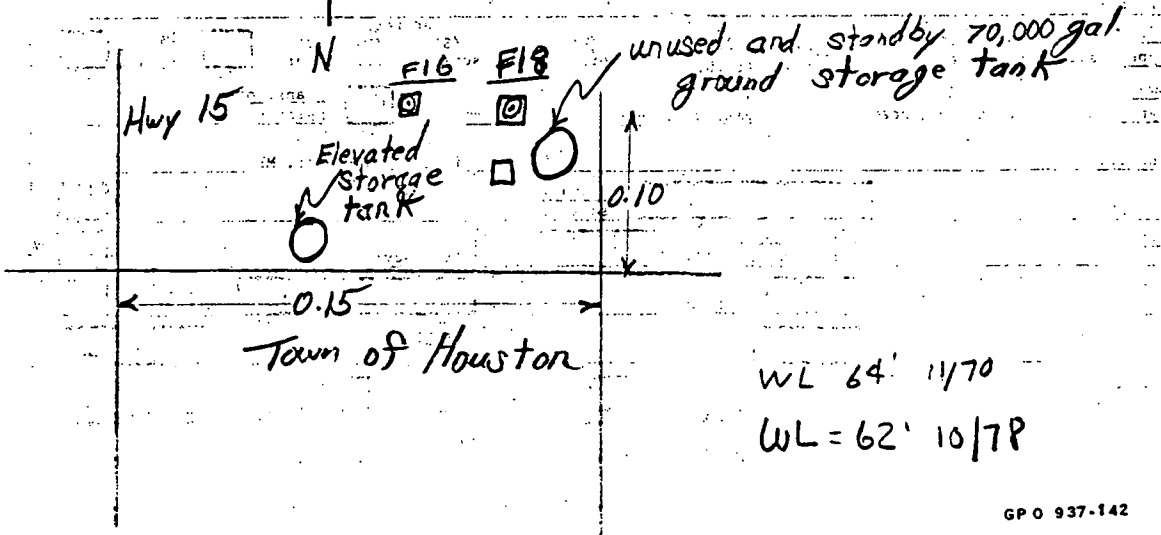 N
F16 F18
unused and standby 70,000 gal.
ground storage tank
Hwy 15
Elevated
storage
tank
0.10
0.15
Town of Houston
WL 64' 11/70
WL = 62' 10/78
GPO 937-142